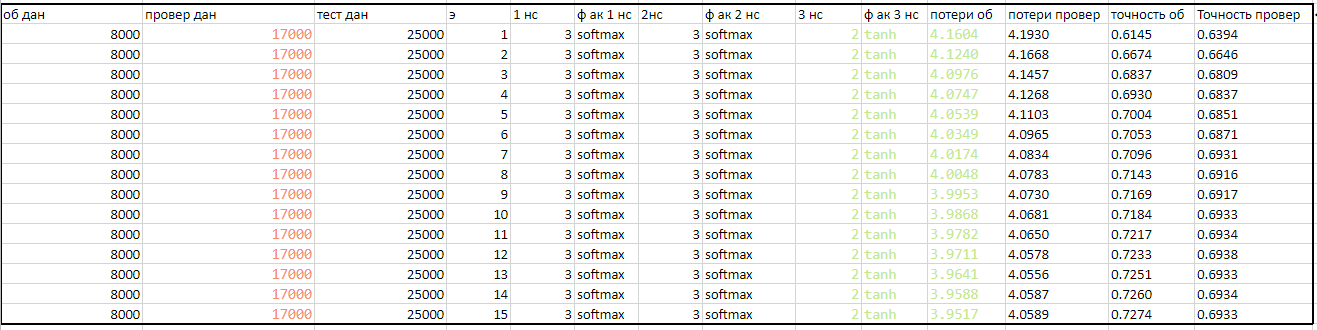 об дан провер дан тест дан э 1 нс ф ак 1 нс 2нс ф ак 2 нс 3 нс ф ак 3 нс потери об потери провер точность об Точность провер
8000 17000 25000 1 3 softmax 3 softmax 2 tanh 4.1604 4.1930 0.6145 0.6394
8000 17000 25000 2 3 softmax 3 softmax 2 tanh 4.1240 4.1668 0.6674 0.6646
8000 17000 25000 3 3 softmax 3 softmax 2 tanh 4.0976 4.1457 0.6837 0.6809
8000 17000 25000 4 3 softmax 3 softmax 2 tanh 4.0747 4.1268 0.6930 0.6837
8000 17000 25000 5 3 softmax 3 softmax 2 tanh 4.0539 4.1103 0.7004 0.6851
8000 17000 25000 6 3 softmax 3 softmax 2 tanh 4.0349 4.0965 0.7053 0.6871
8000 17000 25000 7 3 softmax 3 softmax 2 tanh 4.0174 4.0834 0.7096 0.6931
8000 17000 25000 8 3 softmax 3 softmax 2 tanh 4.0048 4.0783 0.7143 0.6916
8000 17000 25000 9 3 softmax 3 softmax 2 tanh 3.9953 4.0730 0.7169 0.6917
8000 17000 25000 10 3 softmax 3 softmax 2 tanh 3.9868 4.0681 0.7184 0.6933
8000 17000 25000 11 3 softmax 3 softmax 2 tanh 3.9782 4.0650 0.7217 0.6934
8000 17000 25000 12 3 softmax 3 softmax 2 tanh 3.9711 4.0578 0.7233 0.6938
8000 17000 25000 13 3 softmax 3 softmax 2 tanh 3.9641 4.0556 0.7251 0.6933
8000 17000 25000 14 3 softmax 3 softmax 2 tanh 3.9588 4.0587 0.7260 0.6934
8000 17000 25000 15 3 softmax 3 softmax 2 tanh 3.9517 4.0589 0.7274 0.6933